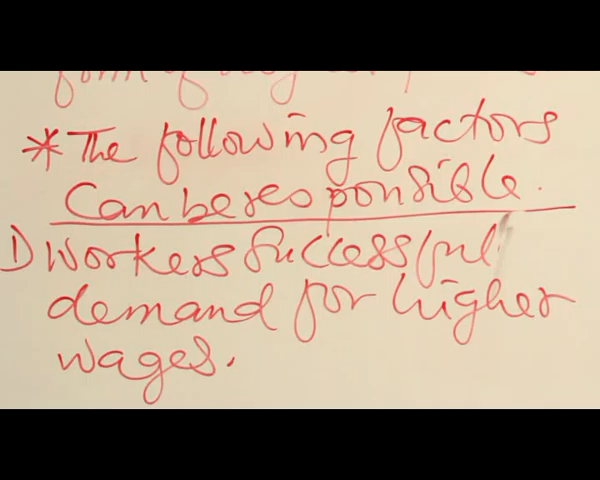 * The following factors
Can be responsible.
1) Workers successful
demand for higher
wages.